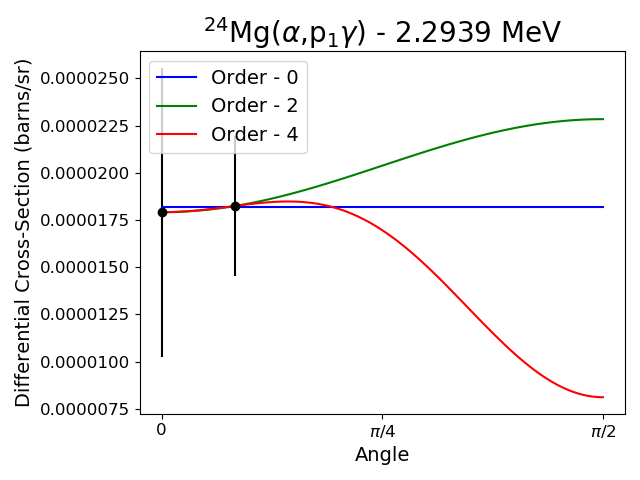 ²⁴Mg(α,p₁γ) - 2.2939 MeV
Differential Cross-Section (barns/sr)
0.0000250
0.0000225
0.0000200
0.0000175
0.0000150
0.0000125
0.0000100
0.0000075
Order - 0
Order - 2
Order - 4
0
π/4
π/2
Angle